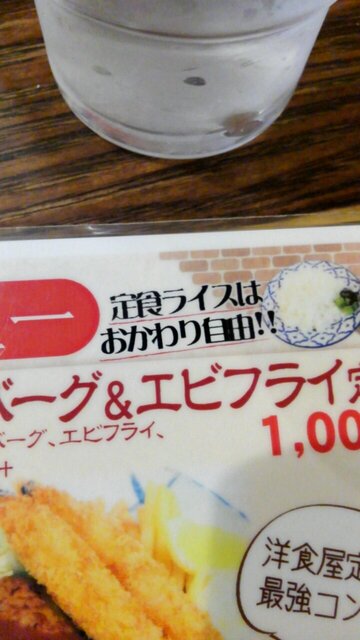 ー
定食ライスは
おかわり自由!!
バーグ&エビフライ定
バーグ、エビフライ、
1,00
+
洋食屋定
最強コン